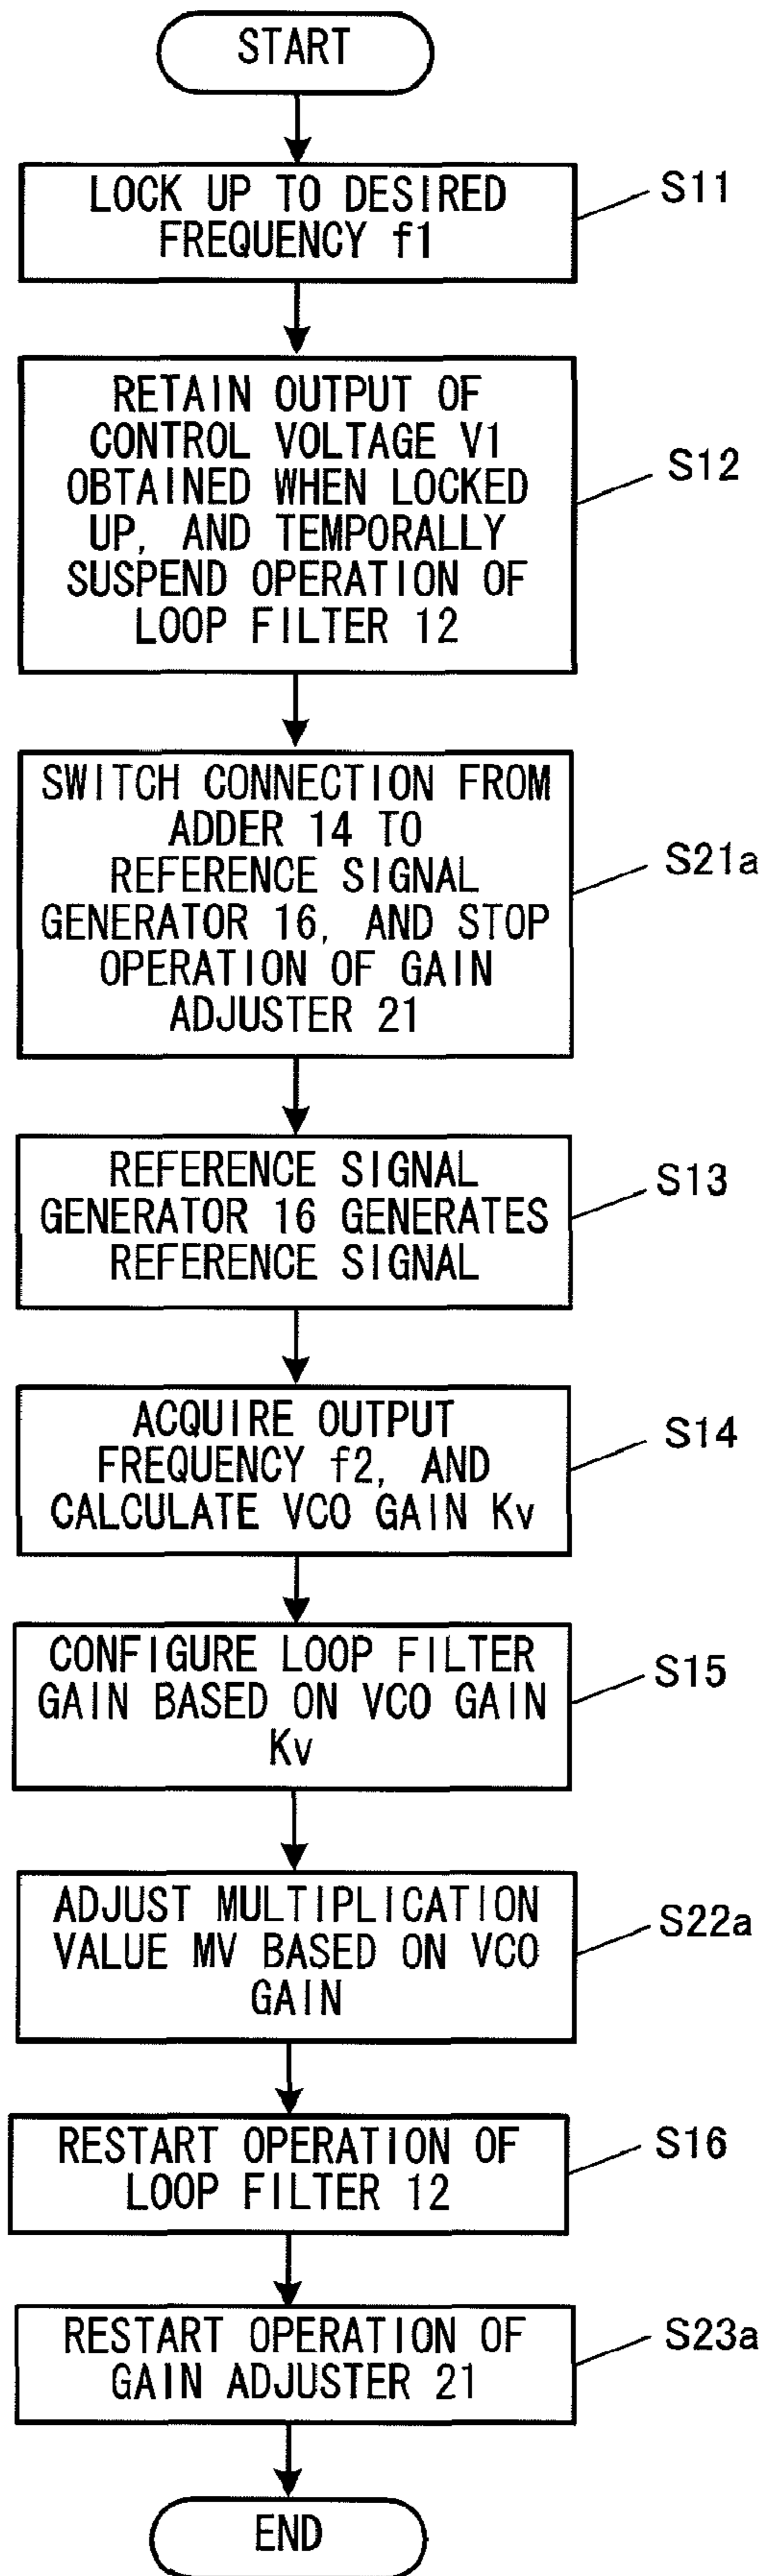 START
LOCK UP TO DESIRED
FREQUENCY f1
S11
RETAIN OUTPUT OF
CONTROL VOLTAGE V1
OBTAINED WHEN LOCKED
UP, AND TEMPORALLY
SUSPEND OPERATION OF
LOOP FILTER 12
S12
SWITCH CONNECTION FROM
ADDER 14 TO
REFERENCE SIGNAL
GENERATOR 16, AND STOP
OPERATION OF GAIN
ADJUSTER 21
S21a
REFERENCE SIGNAL
GENERATOR 16 GENERATES
REFERENCE SIGNAL
S13
ACQUIRE OUTPUT
FREQUENCY f2, AND
CALCULATE VCO GAIN Kv
S14
CONFIGURE LOOP FILTER
GAIN BASED ON VCO GAIN
Kv
S15
ADJUST MULTIPLICATION
VALUE MV BASED ON VCO
GAIN
S22a
RESTART OPERATION OF
LOOP FILTER 12
S16
RESTART OPERATION OF
GAIN ADJUSTER 21
S23a
END